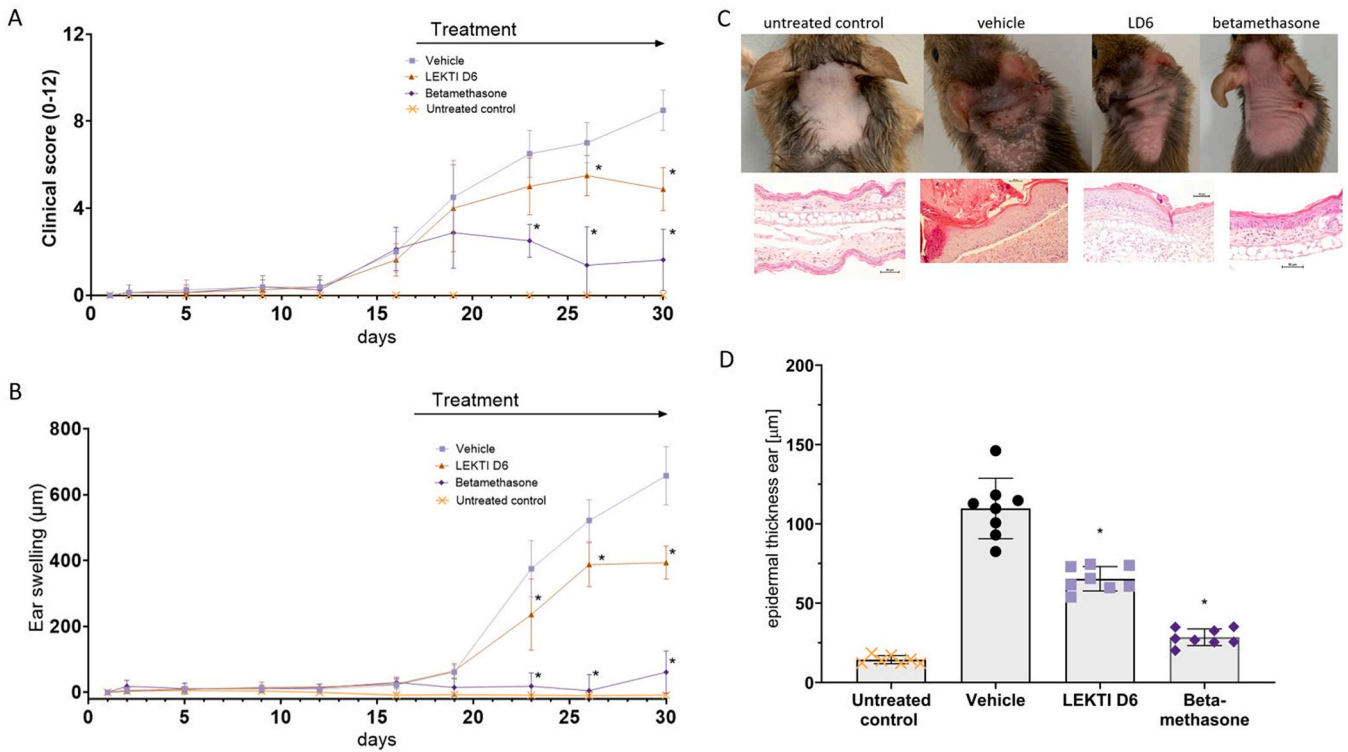 A
Treatment
Vehicle
LEKTI D6
Betamethasone
Untreated control
Clinical score (0-12)
12
8
4
0
0 5 10 15 20 25 30
days
* * * * *
B
Treatment
Vehicle
LEKTI D6
Betamethasone
Untreated control
Ear swelling (µm)
800
600
400
200
0
0 5 10 15 20 25 30
days
* * * * * *
C
untreated control vehicle LD6 betamethasone
D
epidermal thickness ear [µm]
200
150
100
50
0
* *
Untreated control
Vehicle
LEKTI D6
Beta-
methasone